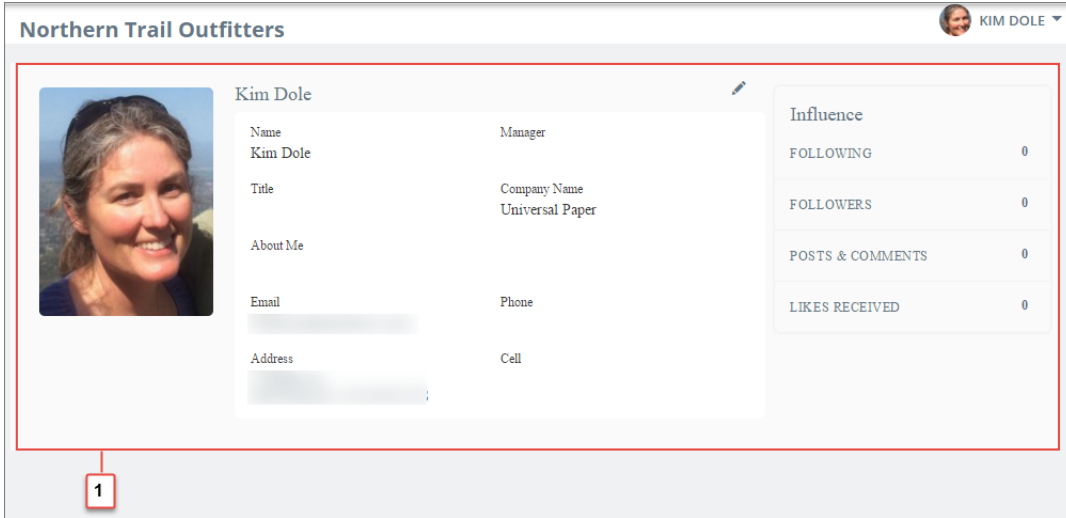 Northern Trail Outfitters
KIM DOLE
Kim Dole
Name
Kim Dole
Manager
Title
Company Name
Universal Paper
About Me
Email
Phone
Address
Cell
Influence
FOLLOWING 0
FOLLOWERS 0
POSTS & COMMENTS 0
LIKES RECEIVED 0
1